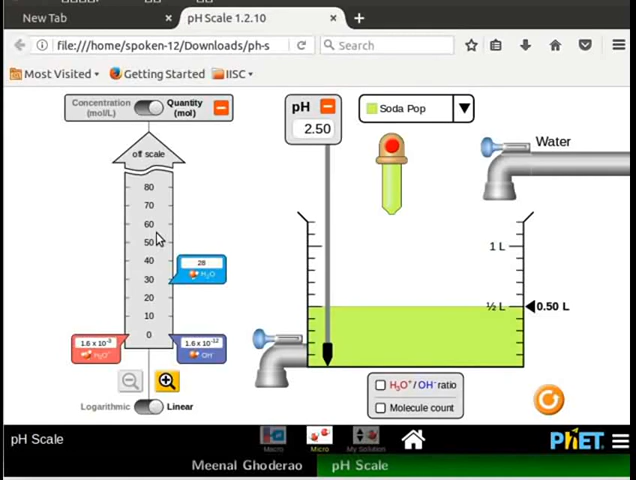 New Tab × pH Scale 1.2.10 ×
file:///home/spoken-12/Downloads/ph-s Search
Most Visited Getting Started IISC
Concentration (mol/L) Quantity (mol)
off scale
80
70
60
50
40
30
20
10
0
28
H₂O
1.6 x 10⁻³
H₃O⁺
1.6 x 10⁻¹²
OH⁻
Logarithmic Linear
pH
2.50
Soda Pop
Water
1 L
½ L 0.50 L
H₃O⁺ / OH⁻ ratio
Molecule count
pH Scale Macro Micro My Solution PhET
Meenal Ghoderao pH Scale